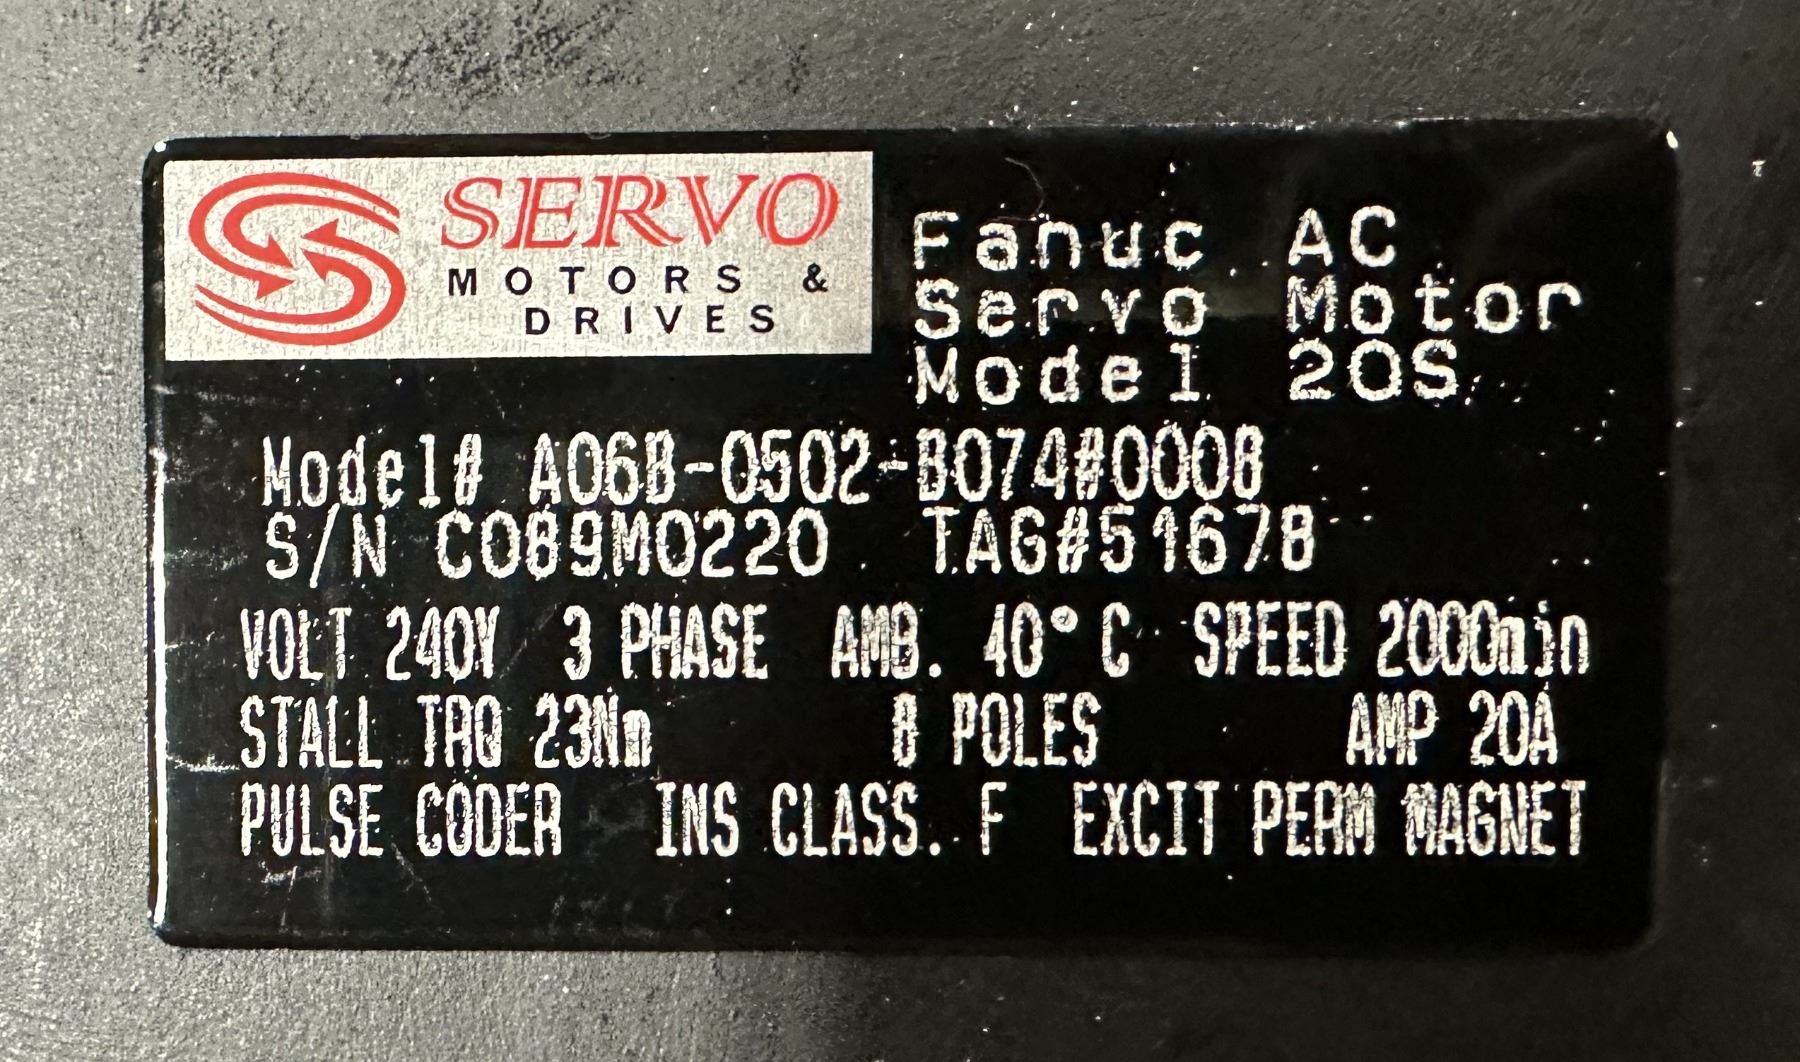 SERVO
MOTORS &
DRIVES
Fanuc AC
Servo Motor
Model 20S
Model# A06B-0502-B074#0008
S/N C089M0220 TAG#51678
VOLT 240V 3 PHASE AMB. 40° C SPEED 2000min
STALL TRQ 23Nm 8 POLES AMP 20A
PULSE CODER INS CLASS. F EXCIT PERM MAGNET